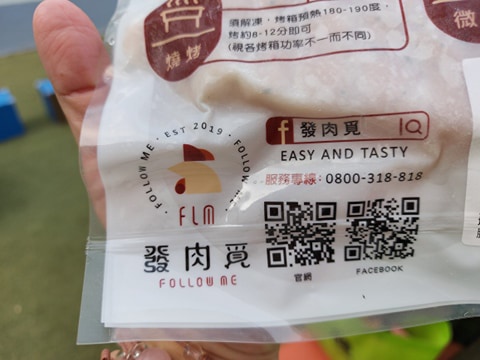 須解凍，烤箱預熱180-190度，
烤約8-12分即可
(視各烤箱功率不一而不同)
燒烤
微
發肉覓
EASY AND TASTY
服務專線：0800-318-818
FOLLOW ME · EST 2019 · FOLLOW ME
FLM
發肉覓
FOLLOW ME
官網
FACEBOOK